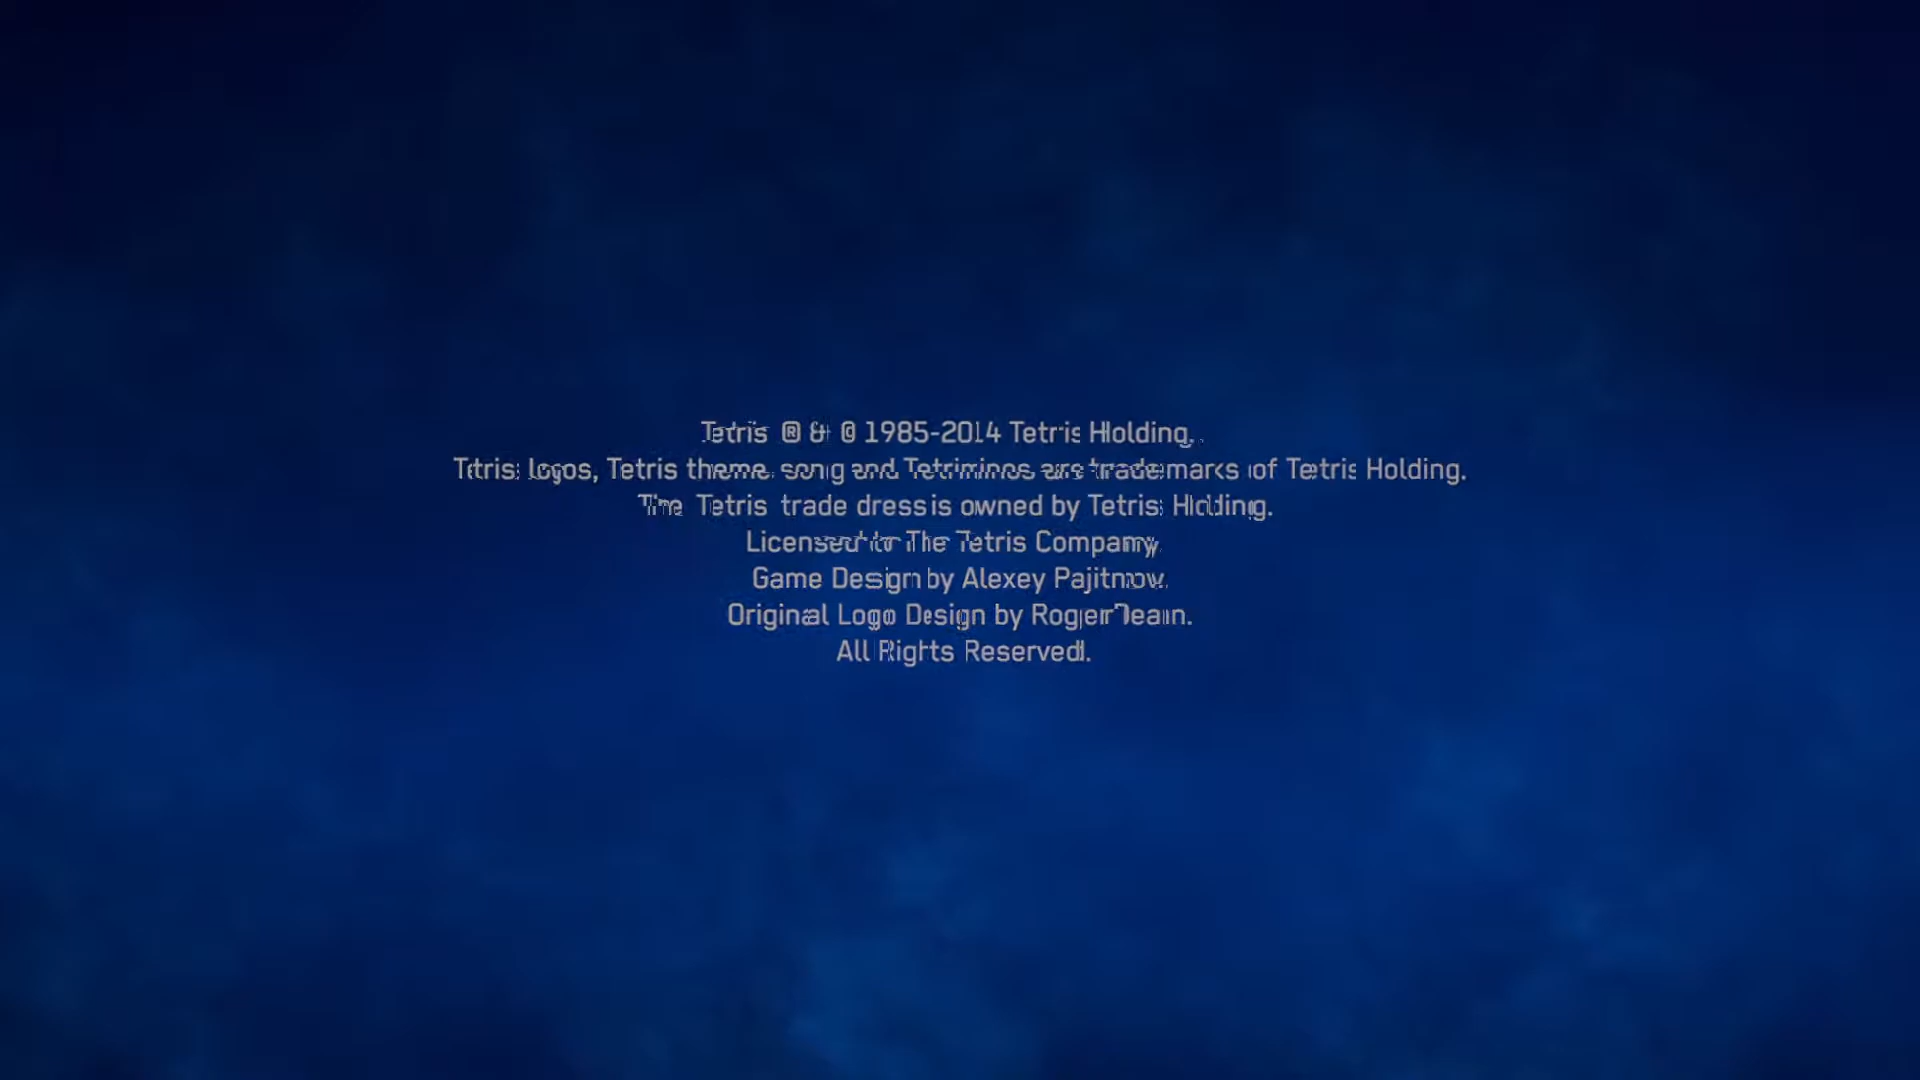 Tetris ® & © 1985-2014 Tetris Holding.
Tetris logos, Tetris theme song and Tetriminos are trademarks of Tetris Holding.
The Tetris trade dress is owned by Tetris Holding.
Licensed to The Tetris Company.
Game Design by Alexey Pajitnov.
Original Logo Design by Roger Dean.
All Rights Reserved.